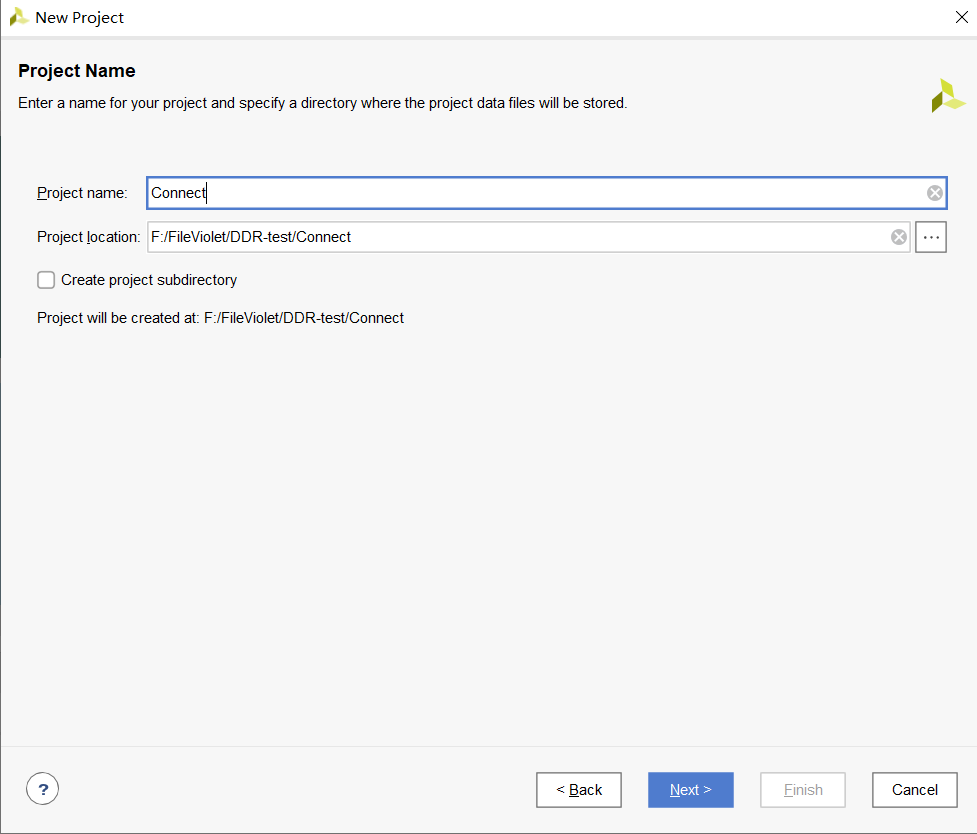 New Project
Project Name
Enter a name for your project and specify a directory where the project data files will be stored.
Project name: Connect
Project location: F:/FileViolet/DDR-test/Connect ...
Create project subdirectory
Project will be created at: F:/FileViolet/DDR-test/Connect
? < Back Next > Finish Cancel